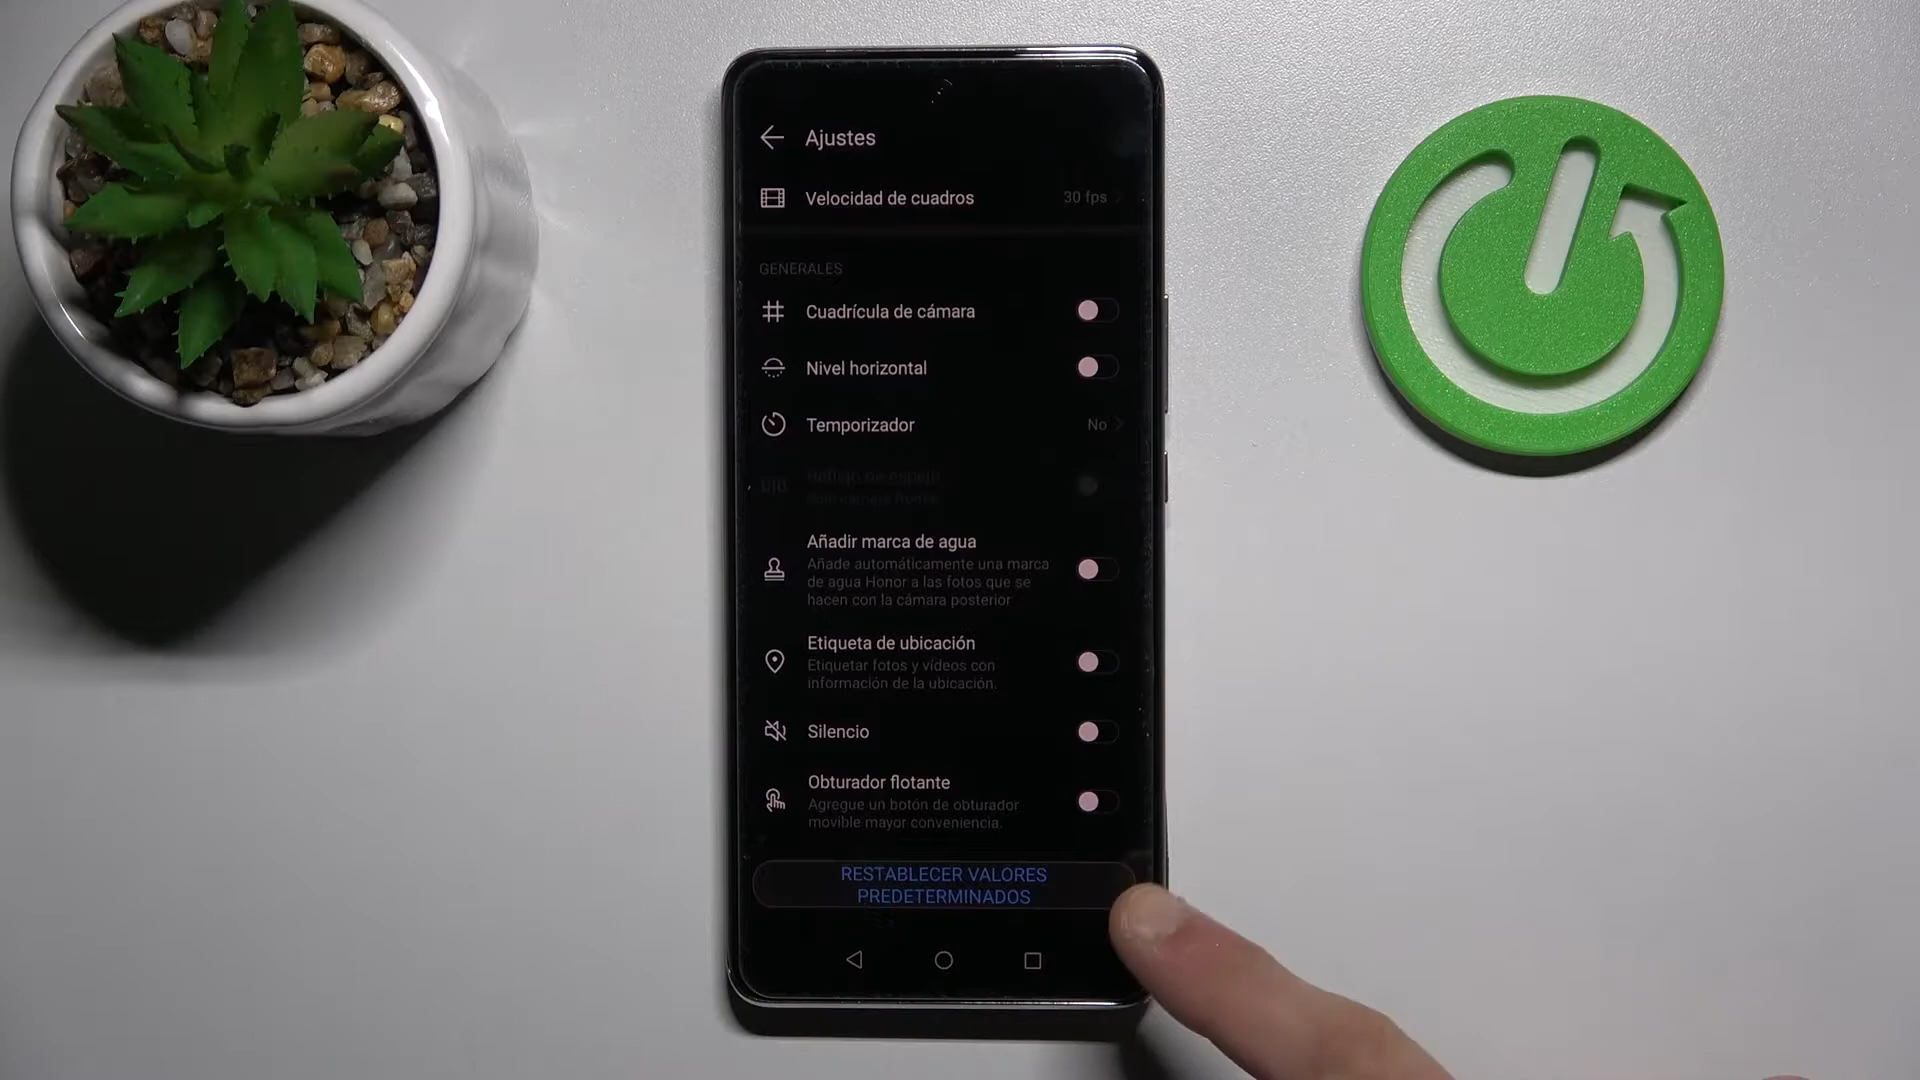 Ajustes
Velocidad de cuadros 30 fps
GENERALES
Cuadrícula de cámara
Nivel horizontal
Temporizador No
Reflejo de espejo
Añadir marca de agua
Añade automáticamente una marca
de agua Honor a las fotos que se
hacen con la cámara posterior
Etiqueta de ubicación
Etiquetar fotos y vídeos con
información de la ubicación.
Silencio
Obturador flotante
Agregue un botón de obturador
movible mayor conveniencia.
RESTABLECER VALORES
PREDETERMINADOS